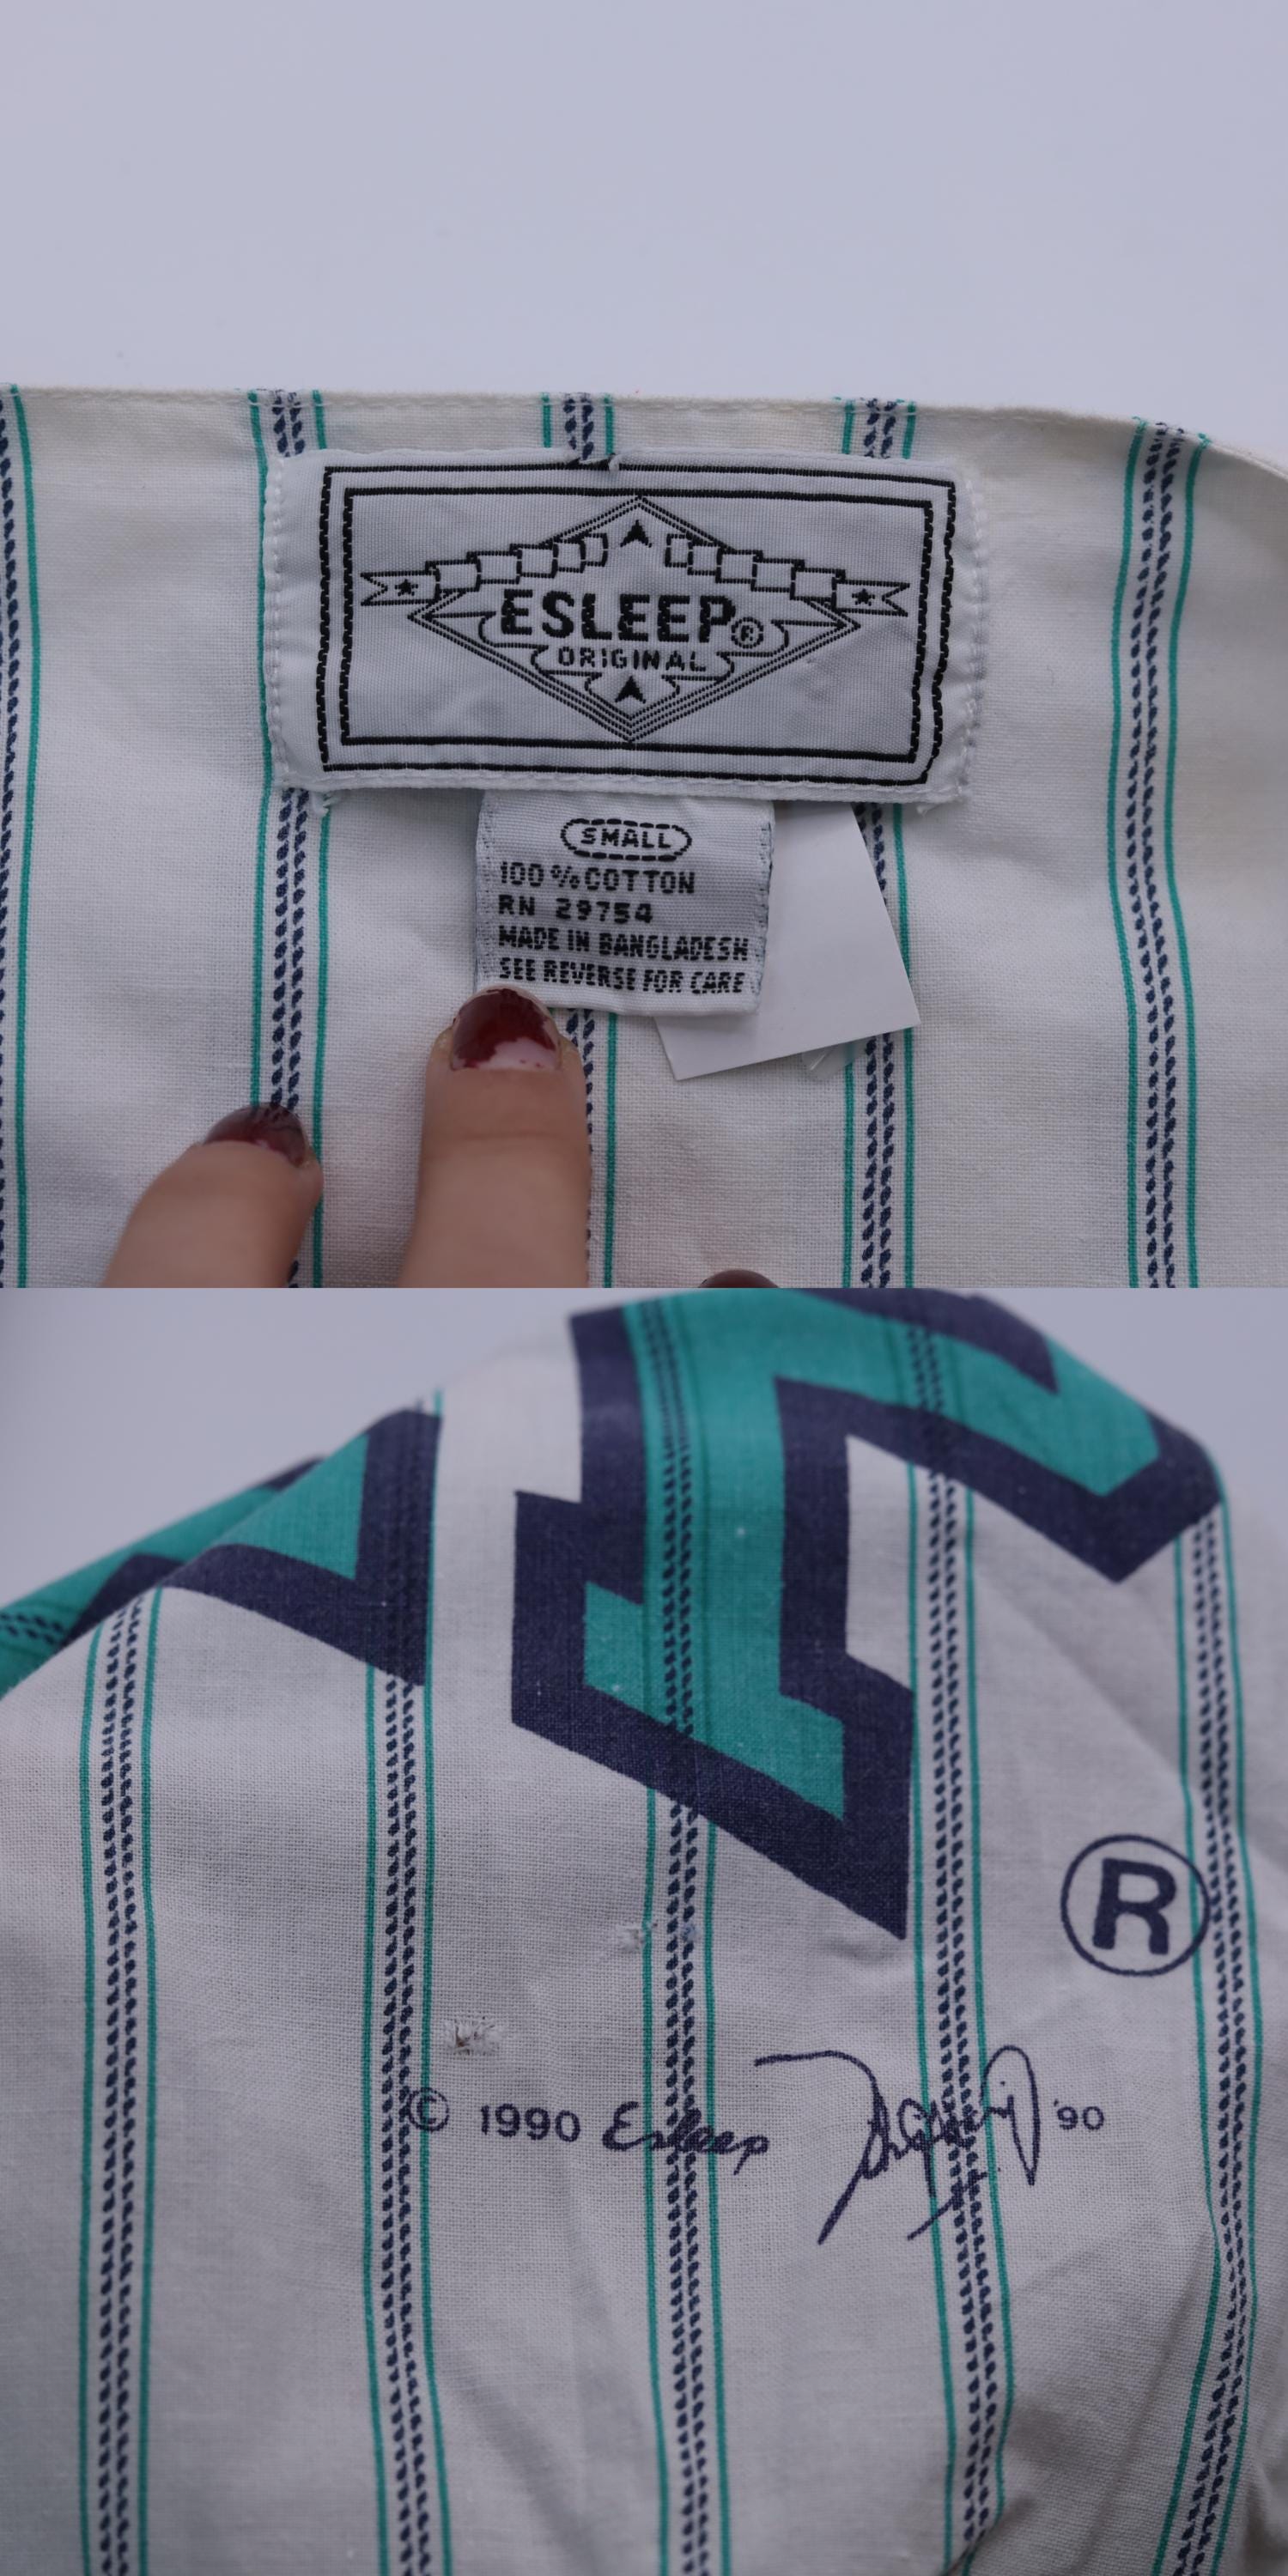 ESLEEP®
ORIGINAL
SMALL
100% COTTON
RN 29754
MADE IN BANGLADESH
SEE REVERSE FOR CARE
®
© 1990 Esleep '90